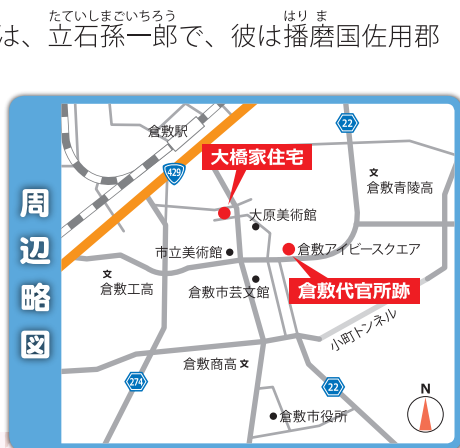 たていしまごいちろう はりま
は、立石孫一郎で、彼は播磨国佐用郡
周辺略図
倉敷駅
22
大橋家住宅
429
文
倉敷青陵高
大原美術館
市立美術館
倉敷アイビースクエア
文
倉敷工高
倉敷市芸文館
倉敷代官所跡
小町トンネル
倉敷商高 文
274
22
N
倉敷市役所